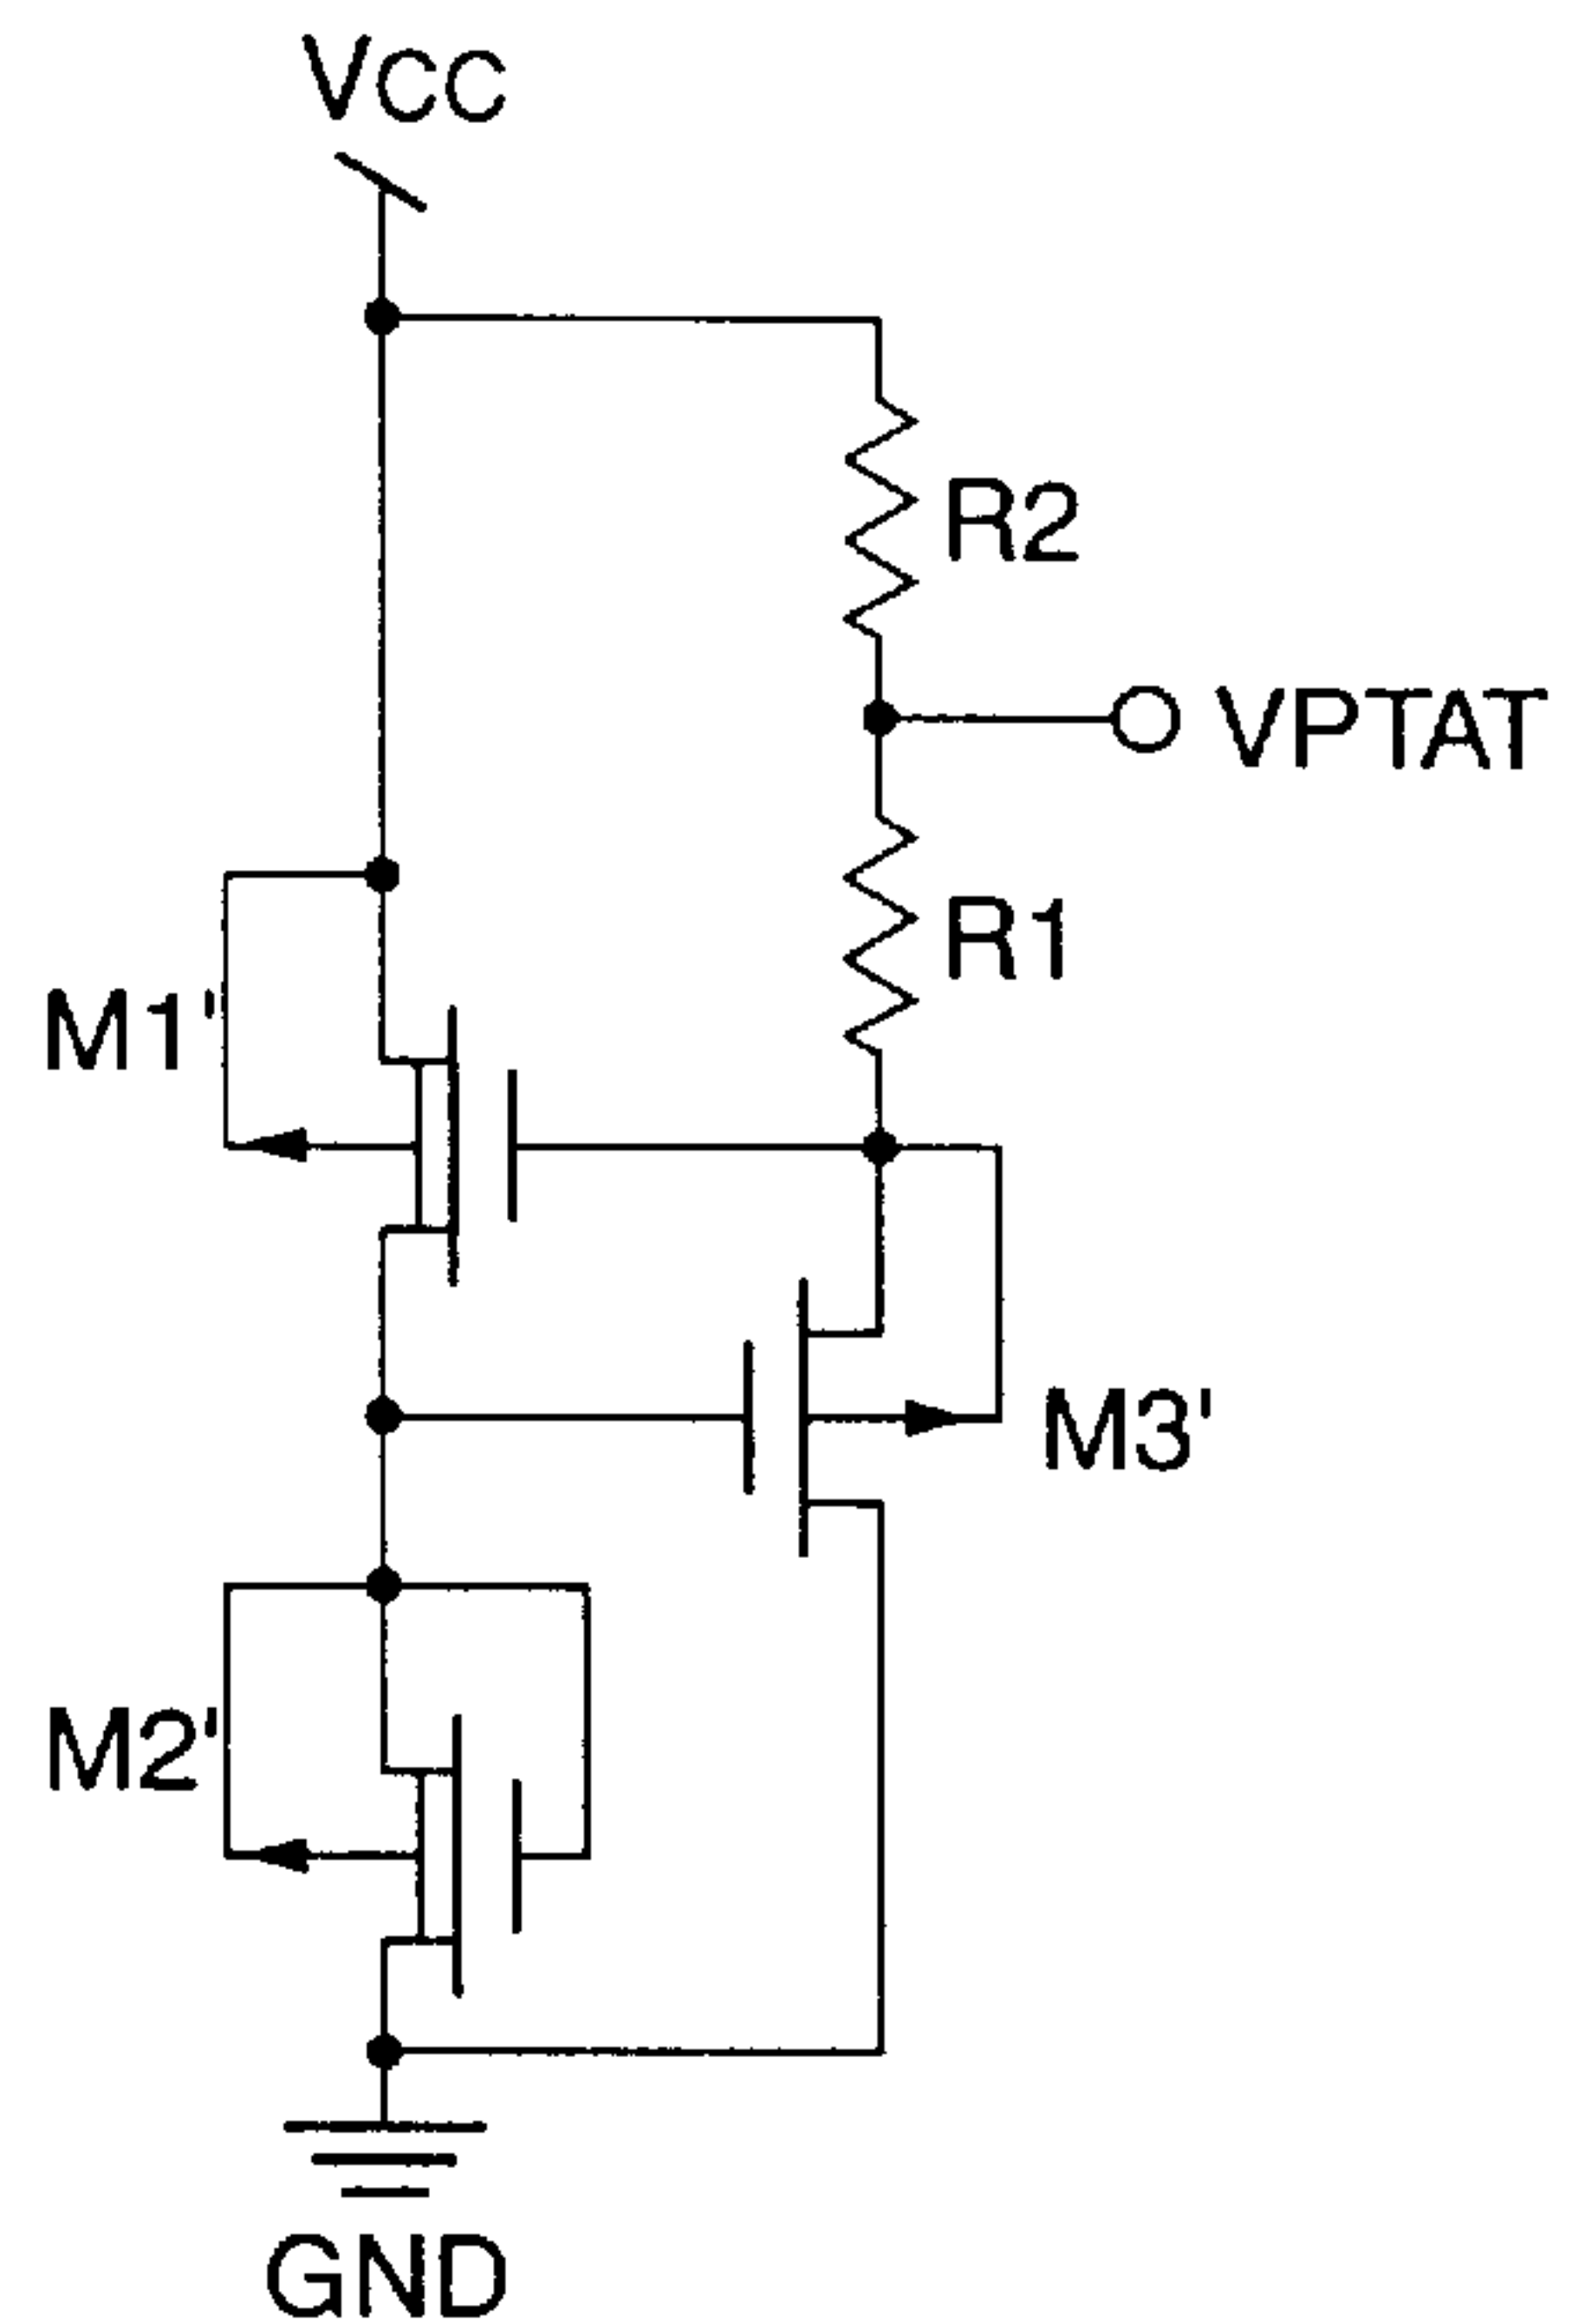 VCC
R2
VPTAT
R1
M1'
M3'
M2'
GND